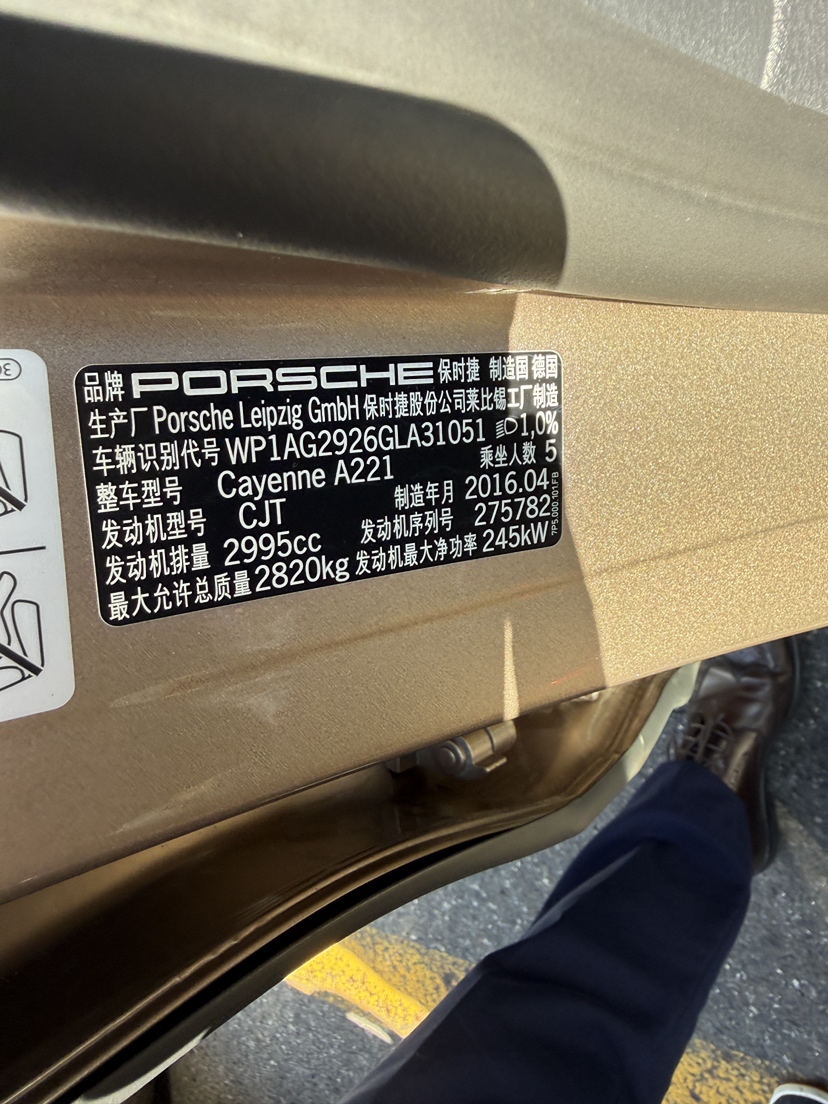 品牌 PORSCHE 保时捷 制造国 德国
生产厂 Porsche Leipzig GmbH 保时捷股份公司莱比锡工厂制造
车辆识别代号 WP1AG2926GLA31051 1,0%
整车型号 Cayenne A221 乘坐人数 5
发动机型号 CJT 制造年月 2016.04
发动机排量 2995cc 发动机序列号 275782
最大允许总质量 2820kg 发动机最大净功率 245kW
7P5.000.101.FB